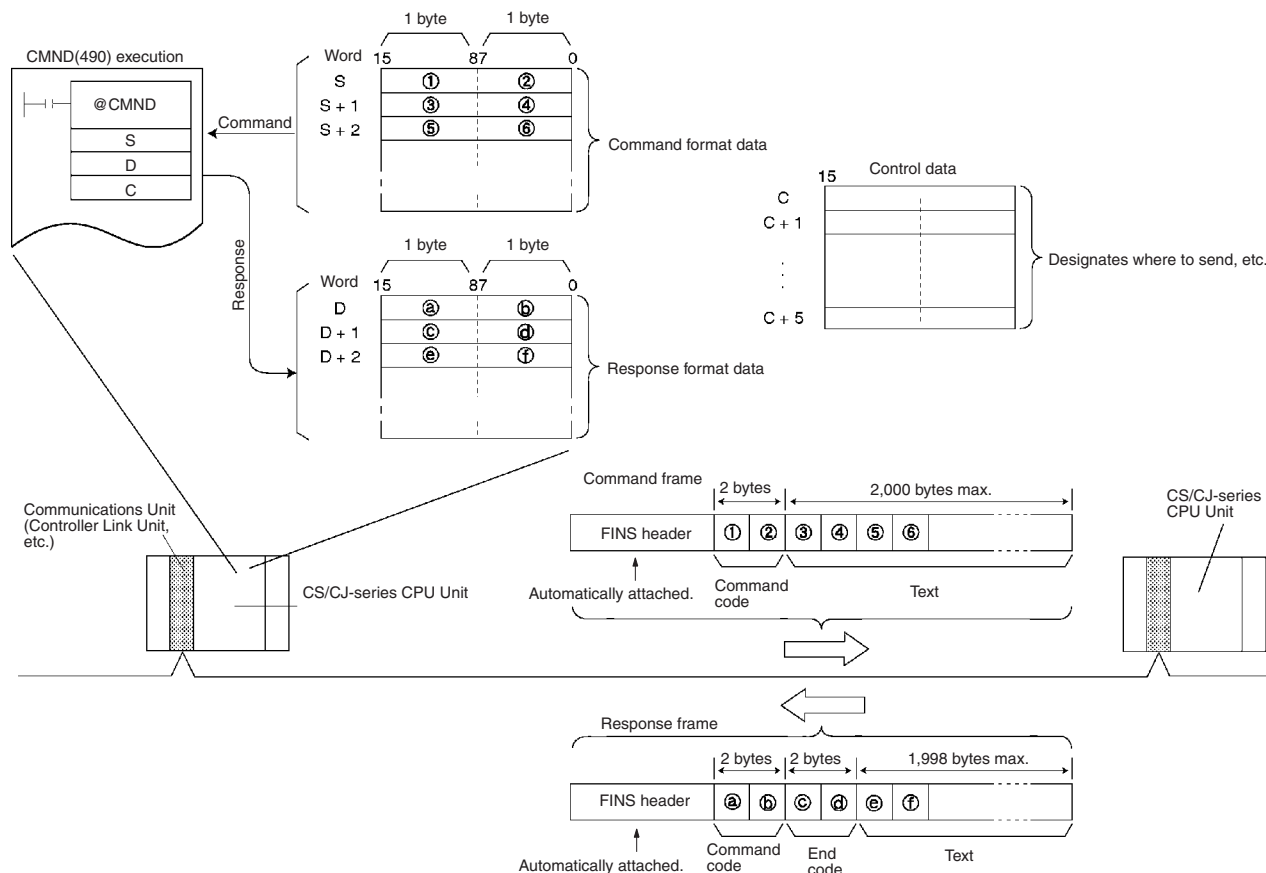 CMND(490) execution
@CMND
S
D
C
Command
Response
1 byte 1 byte
Word 15 87 0
S ① ②
S + 1 ③ ④
S + 2 ⑤ ⑥
Command format data
1 byte 1 byte
Word 15 87 0
D ⓐ ⓑ
D + 1 ⓒ ⓓ
D + 2 ⓔ ⓕ
Response format data
15 Control data
C
C + 1
C + 5
Designates where to send, etc.
Communications Unit
(Controller Link Unit,
etc.)
CS/CJ-series CPU Unit
Command frame
2 bytes 2,000 bytes max.
FINS header ① ② ③ ④ ⑤ ⑥
Automatically attached.
Command
code
Text
CS/CJ-series
CPU Unit
Response frame
2 bytes 2 bytes 1,998 bytes max.
FINS header ⓐ ⓑ ⓒ ⓓ ⓔ ⓕ
Automatically attached.
Command
code
End
code
Text